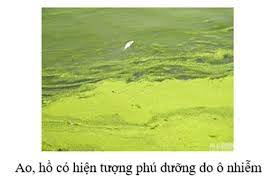 Ao, hồ có hiện tượng phú dưỡng do ô nhiễm